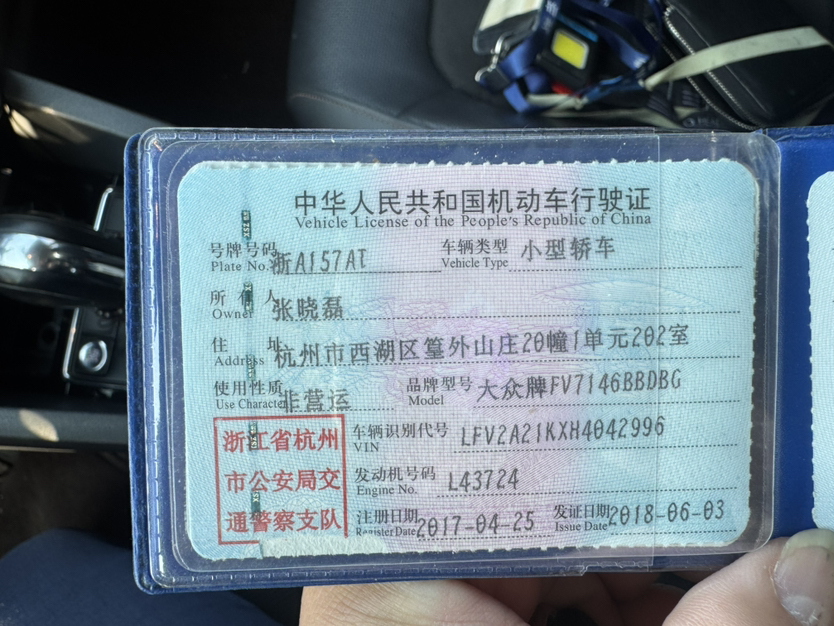 中华人民共和国机动车行驶证
Vehicle License of the People's Republic of China
号牌号码 浙A157AT 车辆类型 小型轿车
Plate No. Vehicle Type
所有人 张晓磊
Owner
住址 杭州市西湖区篁外山庄20幢1单元202室
Address
使用性质 非营运 品牌型号 大众牌FV7146BBDBG
Use Character Model
浙江省杭州 车辆识别代号 LFV2A21KXH4042996
VIN
市公安局交 发动机号码 L43724
Engine No.
通警察支队 注册日期 2017-04-25 发证日期 2018-06-03
Register Date Issue Date